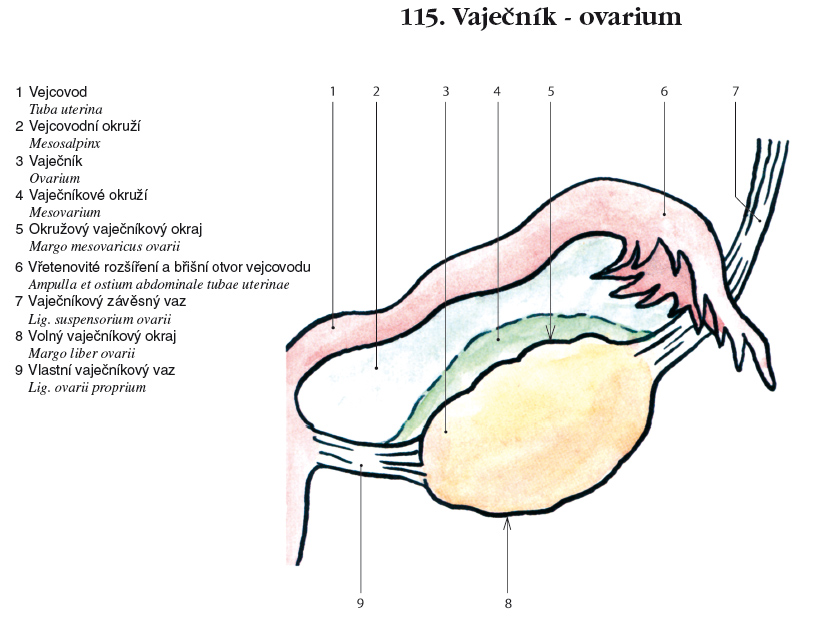 115. Vaječník - ovarium
1 Vejcovod
Tuba uterina
2 Vejcovodní okruží
Mesosalpinx
3 Vaječník
Ovarium
4 Vaječníkové okruží
Mesovarium
5 Okružový vaječníkový okraj
Margo mesovaricus ovarii
6 Vřetenovité rozšíření a břišní otvor vejcovodu
Ampulla et ostium abdominale tubae uterinae
7 Vaječníkový závěsný vaz
Lig. suspensorium ovarii
8 Volný vaječníkový okraj
Margo liber ovarii
9 Vlastní vaječníkový vaz
Lig. ovarii proprium
1 2 3 4 5 6 7
9 8